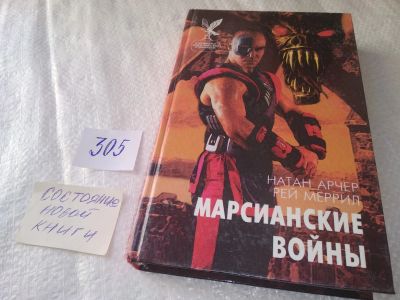 НАТАН АРЧЕР
РЕЙ МЕРРИЛ
МАРСИАНСКИЕ
ВОЙНЫ
305
СОСТОЯНИЕ
НОВОЙ
КНИГИ